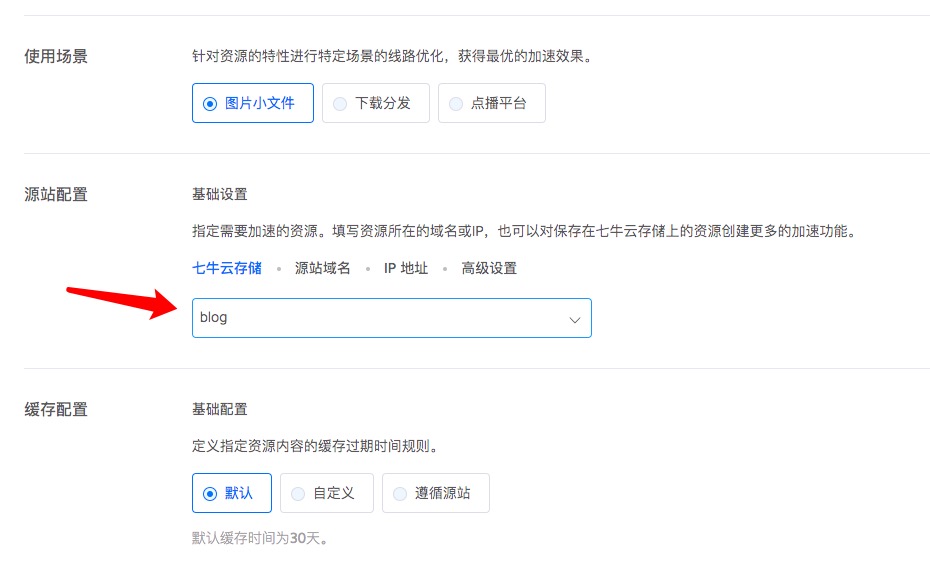 使用场景
针对资源的特性进行特定场景的线路优化，获得最优的加速效果。
图片小文件 下载分发 点播平台
源站配置
基础设置
指定需要加速的资源。填写资源所在的域名或IP，也可以对保存在七牛云存储上的资源创建更多的加速功能。
七牛云存储 • 源站域名 • IP 地址 • 高级设置
blog
缓存配置
基础配置
定义指定资源内容的缓存过期时间规则。
默认 自定义 遵循源站
默认缓存时间为30天。